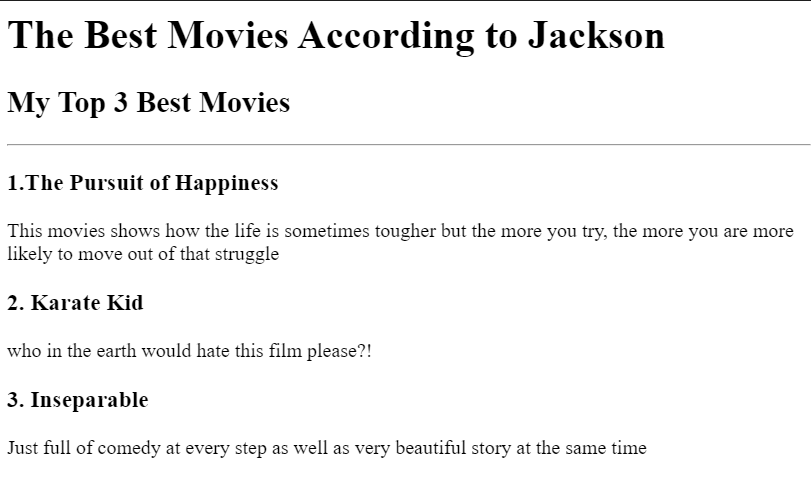 The Best Movies According to Jackson
My Top 3 Best Movies
1.The Pursuit of Happiness
This movies shows how the life is sometimes tougher but the more you try, the more you are more
likely to move out of that struggle
2. Karate Kid
who in the earth would hate this film please?!
3. Inseparable
Just full of comedy at every step as well as very beautiful story at the same time